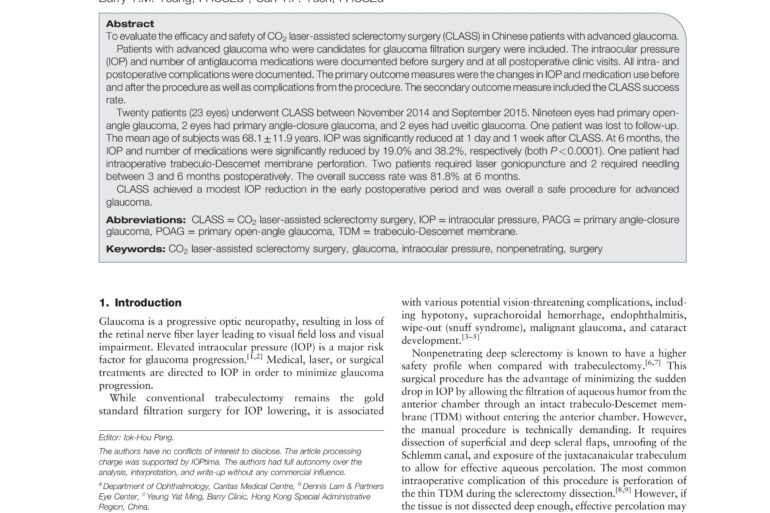 Barry Y.M. Yeung, FRCSEd
Abstract
To evaluate the efficacy and safety of CO2 laser-assisted sclerectomy surgery (CLASS) in Chinese patients with advanced glaucoma.
Patients with advanced glaucoma who were candidates for glaucoma filtration surgery were included. The intraocular pressure
(IOP) and number of antiglaucoma medications were documented before surgery and at all postoperative clinic visits. All intra- and
postoperative complications were documented. The primary outcome measures were the changes in IOP and medication use before
and after the procedure as well as complications from the procedure. The secondary outcome measure included the CLASS success
rate.
Twenty patients (23 eyes) underwent CLASS between November 2014 and September 2015. Nineteen eyes had primary open-
angle glaucoma, 2 eyes had primary angle-closure glaucoma, and 2 eyes had uveitic glaucoma. One patient was lost to follow-up.
The mean age of subjects was 68.1±11.9 years. IOP was significantly reduced at 1 day and 1 week after CLASS. At 6 months, the
IOP and number of medications were significantly reduced by 19.0% and 38.2%, respectively (both P<0.0001). One patient had
intraoperative trabeculo-Descemet membrane perforation. Two patients required laser goniopuncture and 2 required needling
between 3 and 6 months postoperatively. The overall success rate was 81.8% at 6 months.
CLASS achieved a modest IOP reduction in the early postoperative period and was overall a safe procedure for advanced
glaucoma.
Abbreviations: CLASS = CO2 laser-assisted sclerectomy surgery, IOP = intraocular pressure, PACG = primary angle-closure
glaucoma, POAG = primary open-angle glaucoma, TDM = trabeculo-Descemet membrane.
Keywords: CO2 laser-assisted sclerectomy surgery, glaucoma, intraocular pressure, nonpenetrating, surgery
1. Introduction
Glaucoma is a progressive optic neuropathy, resulting in loss of
the retinal nerve fiber layer leading to visual field loss and visual
impairment. Elevated intraocular pressure (IOP) is a major risk
factor for glaucoma progression.[1,2] Medical, laser, or surgical
treatments are directed to IOP in order to minimize glaucoma
progression.
While conventional trabeculectomy remains the gold
standard filtration surgery for IOP lowering, it is associated
Editor: Iok-Hou Pang.
The authors have no conflicts of interest to disclose. The article processing
charge was supported by IOPtima. The authors had full autonomy over the
analysis, interpretation, and write-up without any commercial influence.
a Department of Ophthalmology, Caritas Medical Centre, b Dennis Lam & Partners
Eye Center, c Yeung Yat Ming, Barry Clinic, Hong Kong Special Administrative
Region, China.
with various potential vision-threatening complications, includ-
ing hypotony, suprachoroidal hemorrhage, endophthalmitis,
wipe-out (snuff syndrome), malignant glaucoma, and cataract
development.[3–5]
Nonpenetrating deep sclerectomy is known to have a higher
safety profile when compared with trabeculectomy.[6,7] This
surgical procedure has the advantage of minimizing the sudden
drop in IOP by allowing the filtration of aqueous humor from the
anterior chamber through an intact trabeculo-Descemet mem-
brane (TDM) without entering the anterior chamber. However,
the manual procedure is technically demanding. It requires
dissection of superficial and deep scleral flaps, unroofing of the
Schlemm canal, and exposure of the juxtacanaicular trabeculum
to allow for effective aqueous percolation. The most common
intraoperative complication of this procedure is perforation of
the thin TDM during the sclerectomy dissection.[8,9] However, if
the tissue is not dissected deep enough, effective percolation may